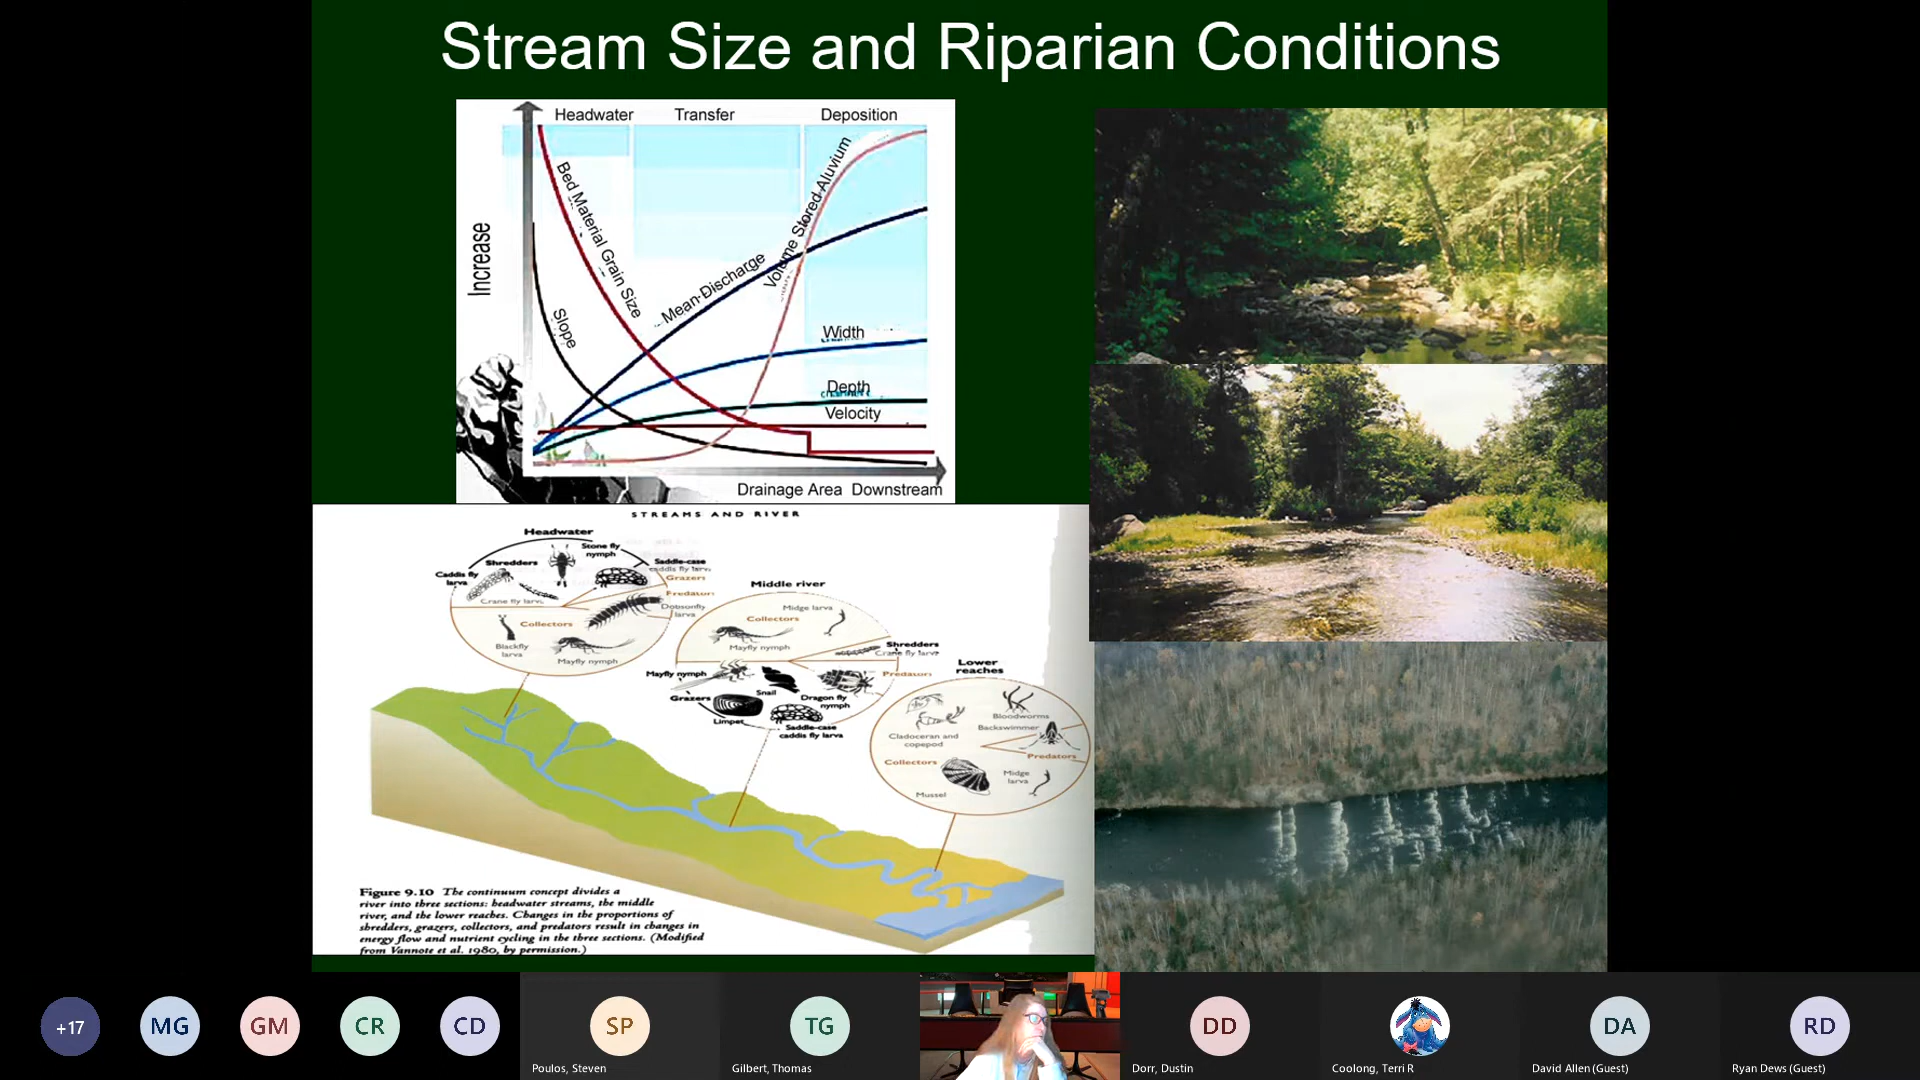 Stream Size and Riparian Conditions
Headwater
Transfer
Deposition
Increase
Bed Material Grain Size
Slope
Mean Discharge
Volume Stored Aluvium
Width
Depth
Velocity
Drainage Area Downstream
STREAMS AND RIVER
Headwater
Shredders
Stone fly
nymph
Caddis fly
larva
Saddle-case
caddis fly larva
Grazers
Crane fly larva
Predators
Dobsonfly
larva
Collectors
Blackfly
larva
Mayfly nymph
Middle river
Midge larva
Collectors
Mayfly nymph
Shredders
Crane fly larva
Mayfly nymph
Predators
Snail
Grazers
Dragon fly
nymph
Limpet
Saddle-case
caddis fly larva
Lower
reaches
Bloodworms
Backswimmer
Cladoceran and
copepod
Predators
Collectors
Midge
larva
Mussel
Figure 9.10 The continuum concept divides a
river into three sections: headwater streams, the middle
river, and the lower reaches. Changes in the proportions of
shredders, grazers, collectors, and predators result in changes in
energy flow and nutrient cycling in the three sections. (Modified
from Vannote et al. 1980, by permission.)
+17
MG
GM
CR
CD
SP
Poulos, Steven
TG
Gilbert, Thomas
DD
Dorr, Dustin
Coolong, Terri R
DA
David Allen (Guest)
RD
Ryan Dews (Guest)